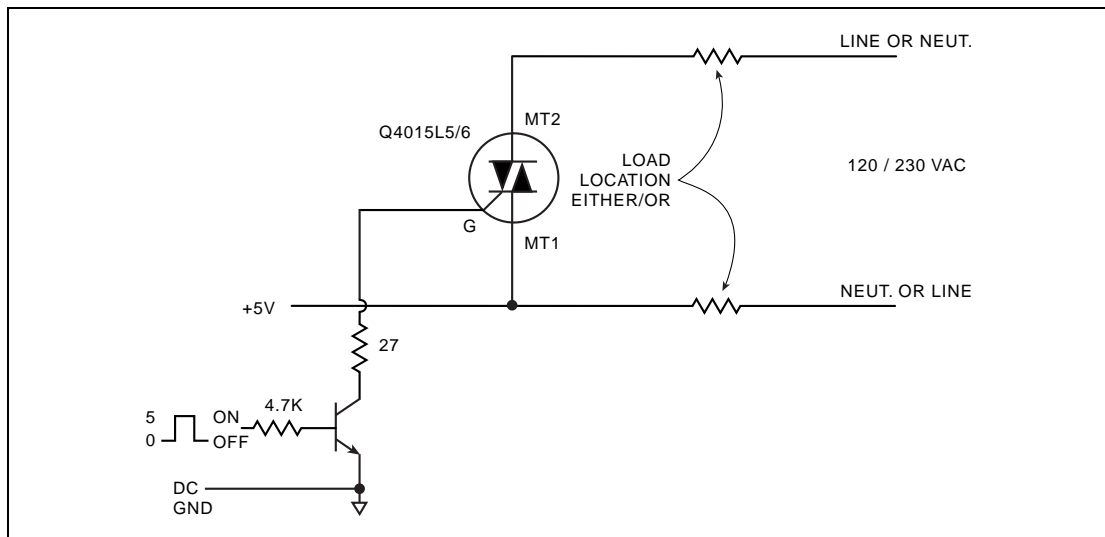 LINE OR NEUT.
MT2
Q4015L5/6
LOAD
LOCATION
EITHER/OR
120 / 230 VAC
G
MT1
NEUT. OR LINE
+5V
27
4.7K
5
ON
0
OFF
DC
GND